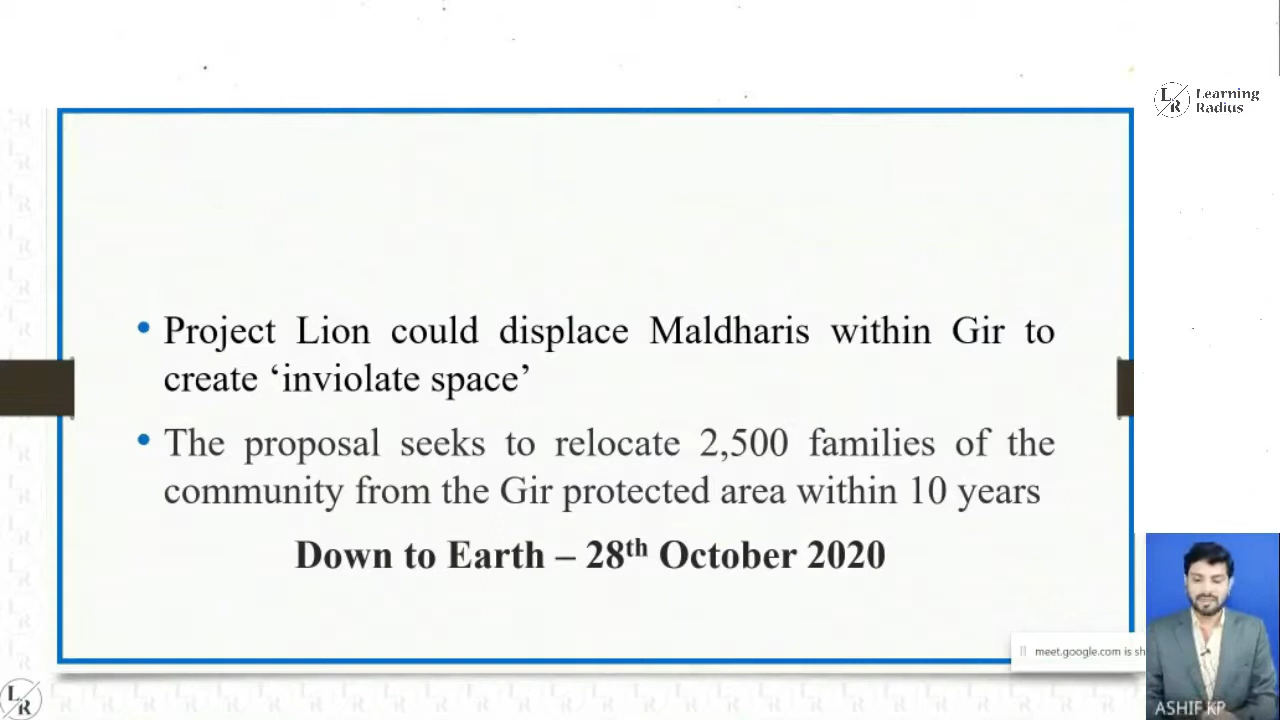 Learning
Radius
• Project Lion could displace Maldharis within Gir to
create ‘inviolate space’
• The proposal seeks to relocate 2,500 families of the
community from the Gir protected area within 10 years
Down to Earth – 28th October 2020
meet.google.com is sh
ASHIF KP